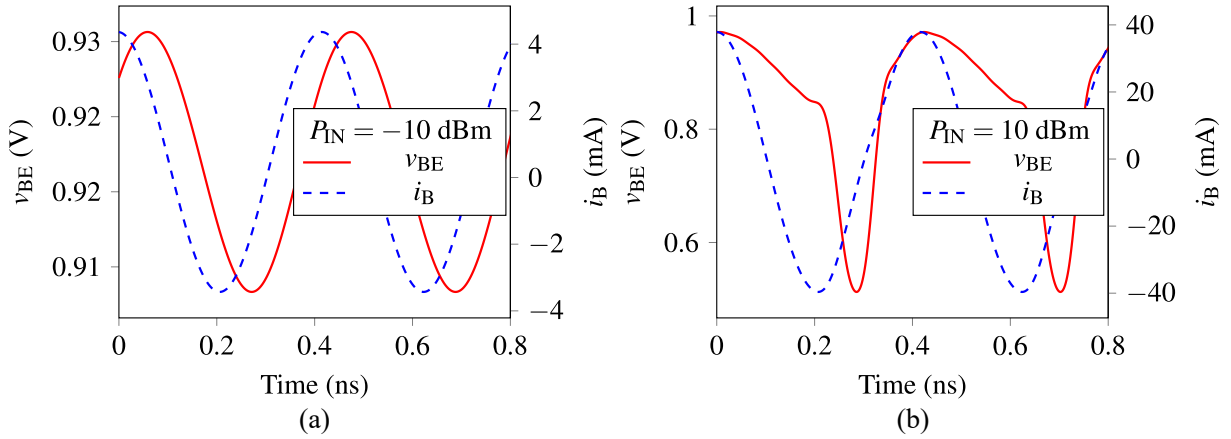 0.93
0.92
0.92
0.91
v_BE (V)
4
2
0
−2
−4
i_B (mA)
P_IN = −10 dBm
v_BE
i_B
0 0.2 0.4 0.6 0.8
Time (ns)
(a)
1
0.8
0.6
v_BE (V)
40
20
0
−20
−40
i_B (mA)
P_IN = 10 dBm
v_BE
i_B
0 0.2 0.4 0.6 0.8
Time (ns)
(b)